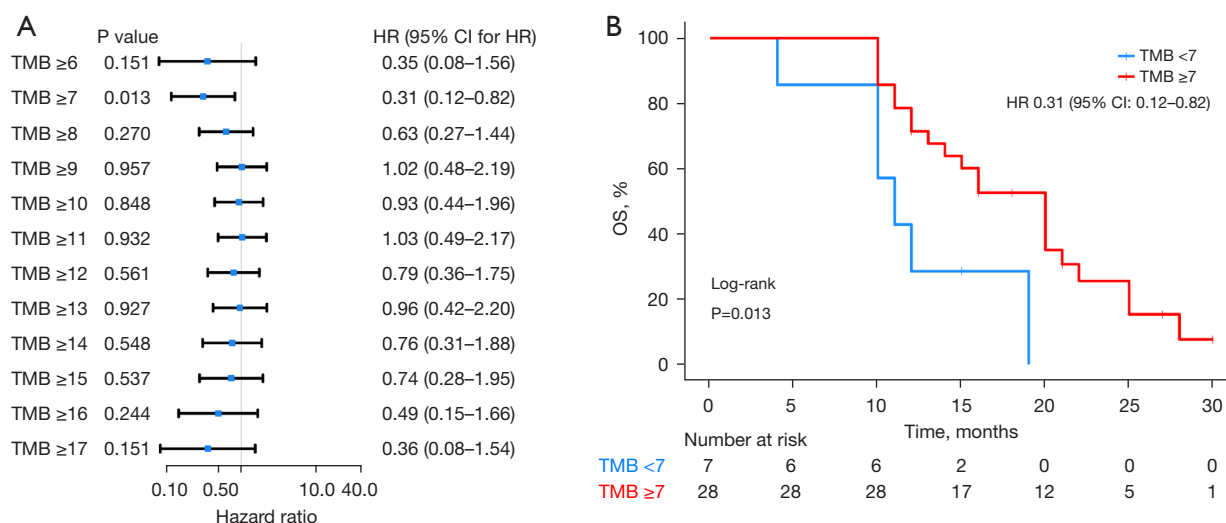 A
P value HR (95% CI for HR)
TMB ≥6 0.151 0.35 (0.08–1.56)
TMB ≥7 0.013 0.31 (0.12–0.82)
TMB ≥8 0.270 0.63 (0.27–1.44)
TMB ≥9 0.957 1.02 (0.48–2.19)
TMB ≥10 0.848 0.93 (0.44–1.96)
TMB ≥11 0.932 1.03 (0.49–2.17)
TMB ≥12 0.561 0.79 (0.36–1.75)
TMB ≥13 0.927 0.96 (0.42–2.20)
TMB ≥14 0.548 0.76 (0.31–1.88)
TMB ≥15 0.537 0.74 (0.28–1.95)
TMB ≥16 0.244 0.49 (0.15–1.66)
TMB ≥17 0.151 0.36 (0.08–1.54)
0.10 0.50 10.0 40.0
Hazard ratio
B
100
80
60
40
20
0
OS, %
TMB <7
TMB ≥7
HR 0.31 (95% CI: 0.12–0.82)
Log-rank
P=0.013
0 5 10 15 20 25 30
Time, months
Number at risk
TMB <7 7 6 6 2 0 0 0
TMB ≥7 28 28 28 17 12 5 1